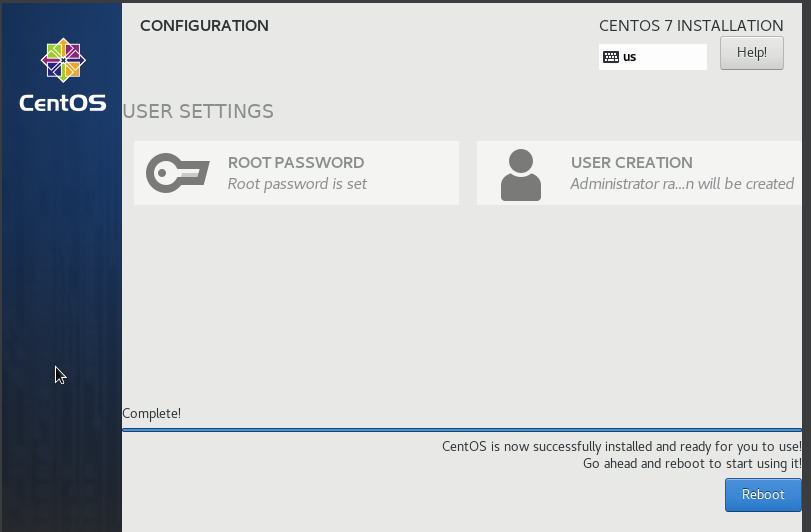 CONFIGURATION
CENTOS 7 INSTALLATION
us
Help!
CentOS
USER SETTINGS
ROOT PASSWORD
Root password is set
USER CREATION
Administrator ra...n will be created
Complete!
CentOS is now successfully installed and ready for you to use!
Go ahead and reboot to start using it!
Reboot